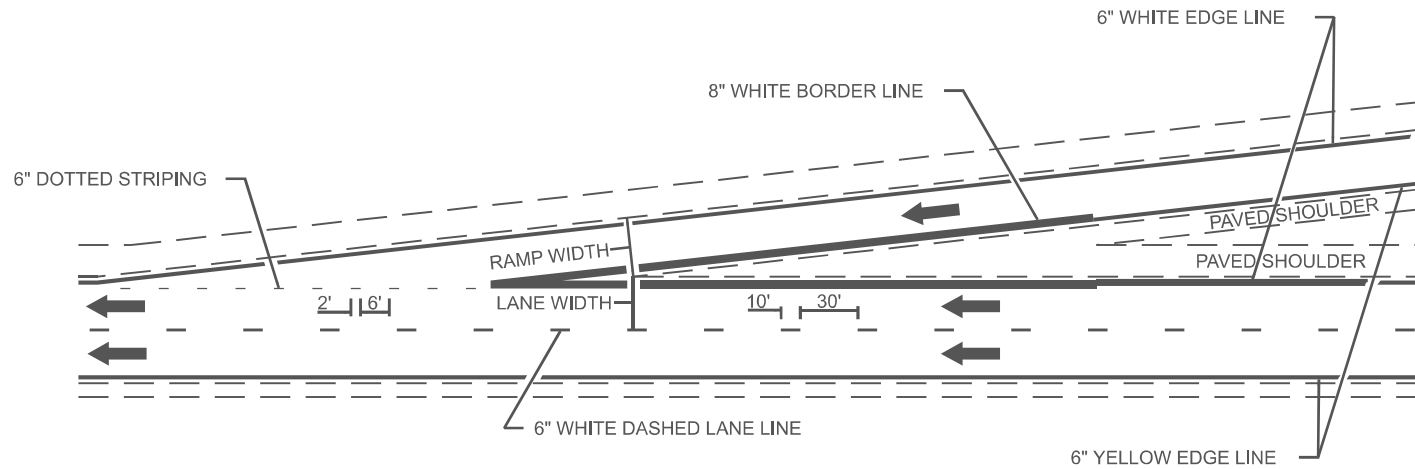 6" WHITE EDGE LINE
8" WHITE BORDER LINE
6" DOTTED STRIPING
PAVED SHOULDER
RAMP WIDTH
PAVED SHOULDER
2' 6'
LANE WIDTH
10' 30'
6" WHITE DASHED LANE LINE
6" YELLOW EDGE LINE